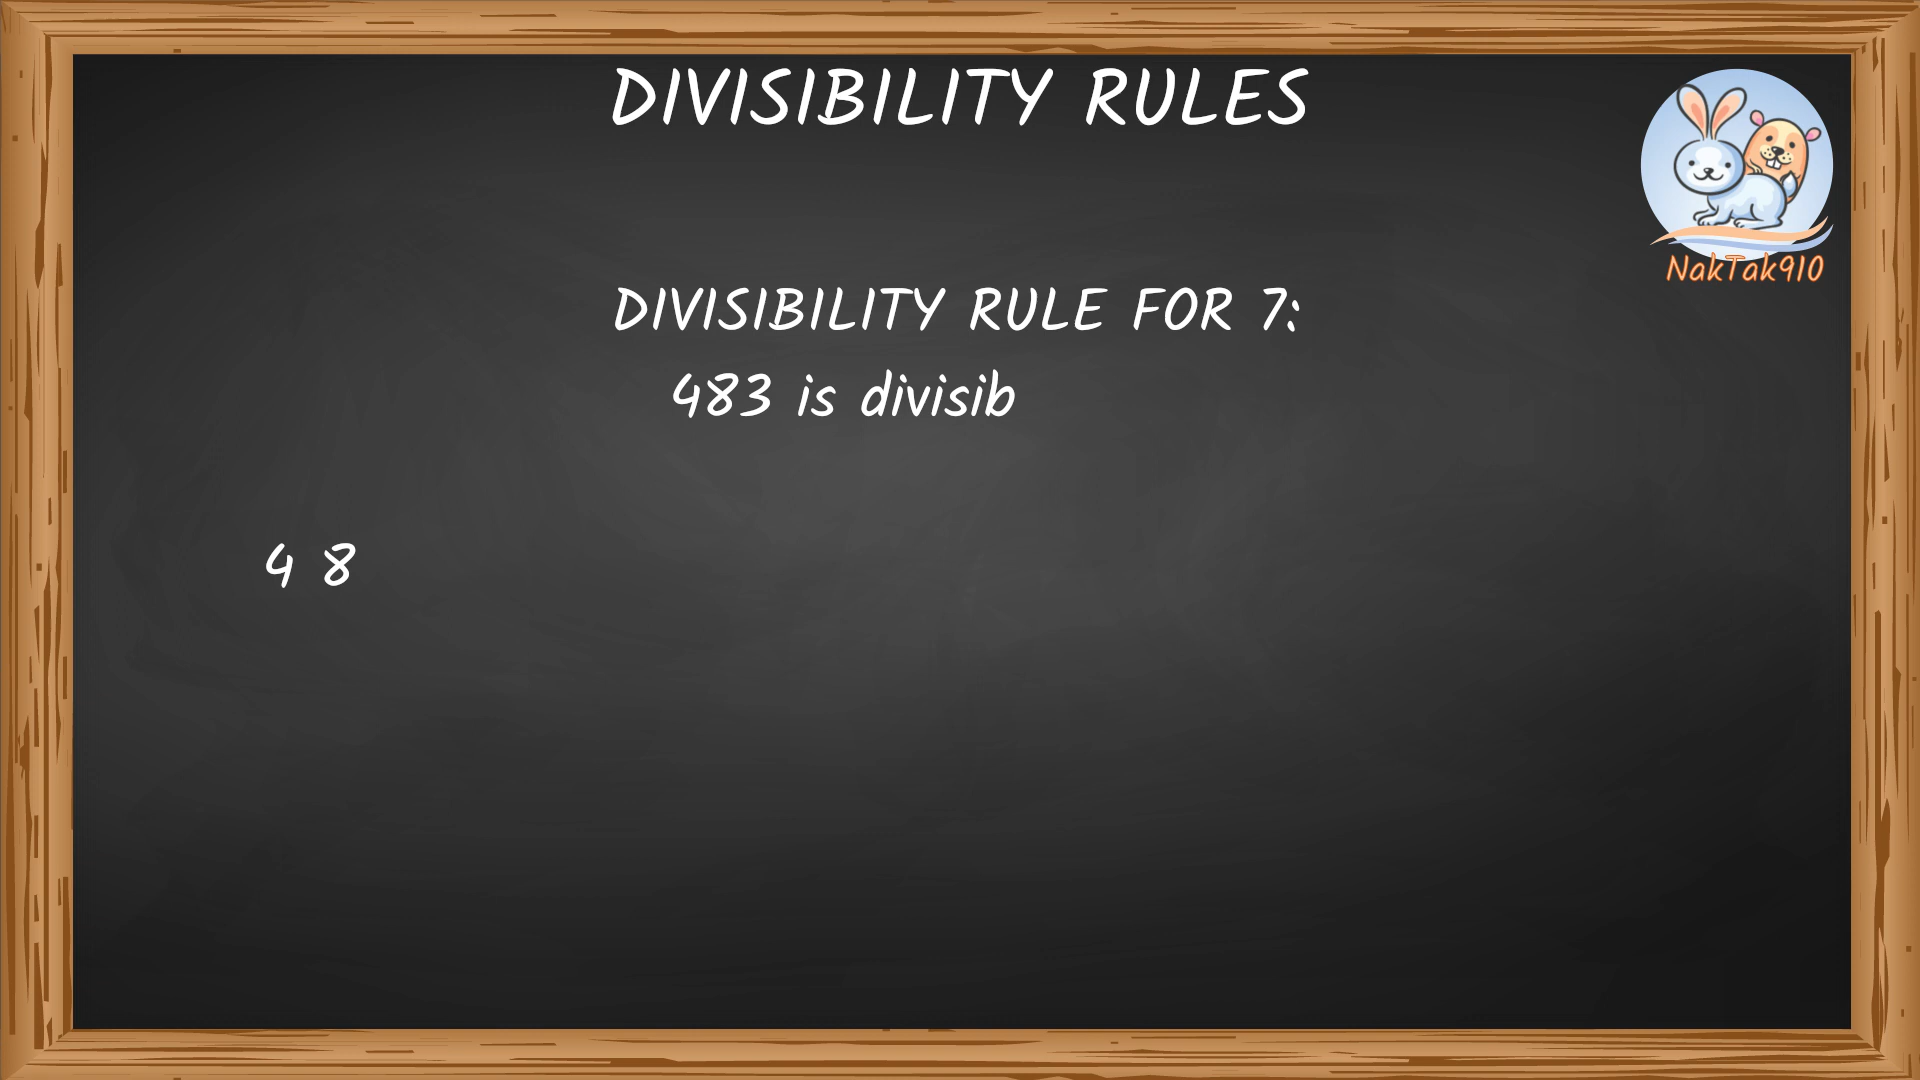 DIVISIBILITY RULES
NakTak910
DIVISIBILITY RULE FOR 7:
483 is divisib
4 8